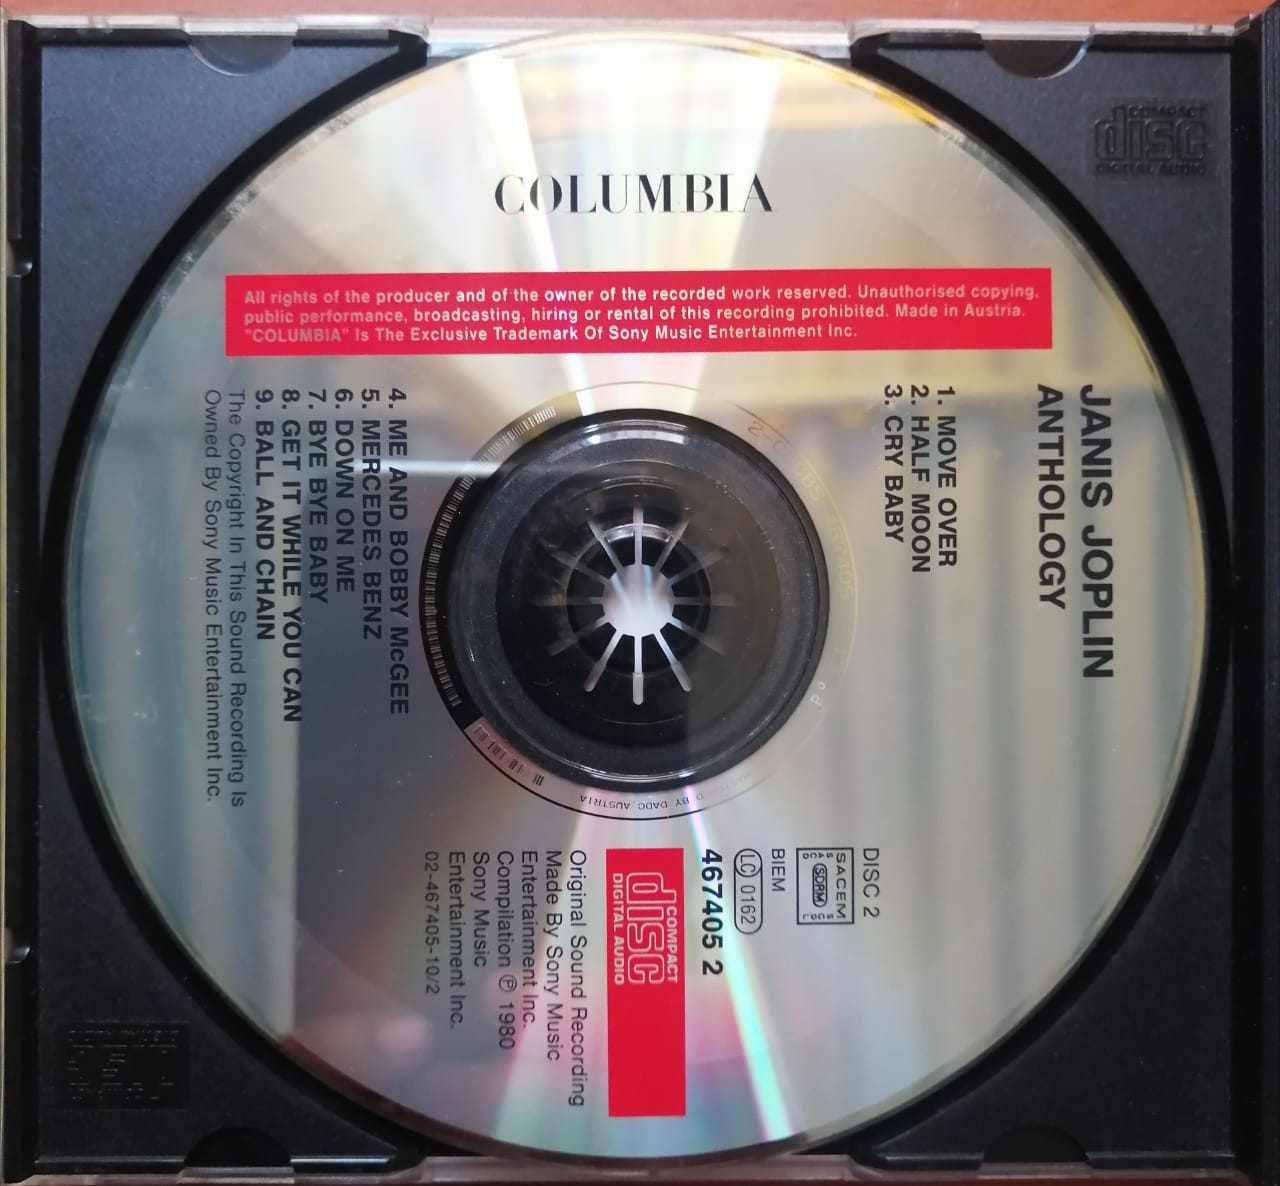 COLUMBIA
All rights of the producer and of the owner of the recorded work reserved. Unauthorised copying,
public performance, broadcasting, hiring or rental of this recording prohibited. Made in Austria.
"COLUMBIA" Is The Exclusive Trademark Of Sony Music Entertainment Inc.
JANIS JOPLIN
ANTHOLOGY
1. MOVE OVER
2. HALF MOON
3. CRY BABY
4. ME AND BOBBY McGEE
5. MERCEDES BENZ
6. DOWN ON ME
7. BYE BYE BABY
8. GET IT WHILE YOU CAN
9. BALL AND CHAIN
The Copyright In This Sound Recording Is
Owned By Sony Music Entertainment Inc.
DISC 2
SACEM
SDRM
SACD
SGDL
BIEM
LC 0162
467405 2
COMPACT
disc
DIGITAL AUDIO
Original Sound Recording
Made By Sony Music
Entertainment Inc.
Compilation ℗ 1980
Sony Music
Entertainment Inc.
02-467405-10/2
BY DADC AUSTRIA
COMPACT
disc
DIGITAL AUDIO